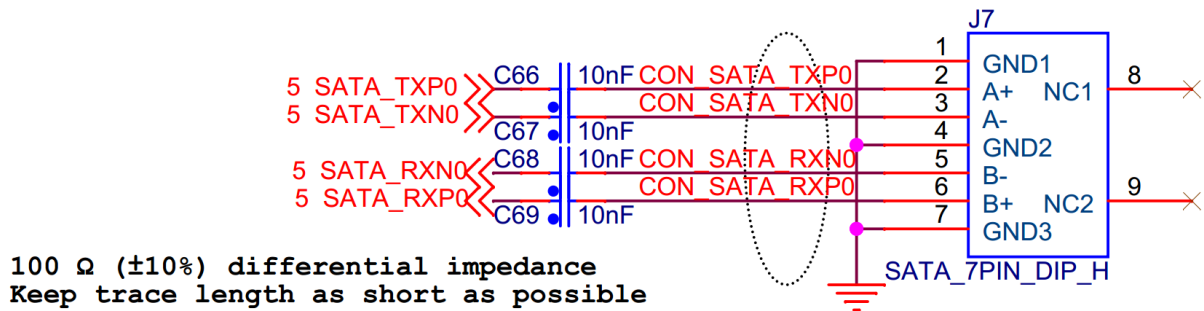 J7
1 GND1
C66 10nF CON_SATA_TXP0 2 A+ NC1 8
5 SATA_TXP0
5 SATA_TXN0 CON_SATA_TXN0 3 A-
C67 10nF 4 GND2
C68 10nF CON_SATA_RXN0 5 B-
5 SATA_RXN0
5 SATA_RXP0 CON_SATA_RXP0 6 B+ NC2 9
C69 10nF 7 GND3
SATA_7PIN_DIP_H
100 Ω (±10%) differential impedance
Keep trace length as short as possible